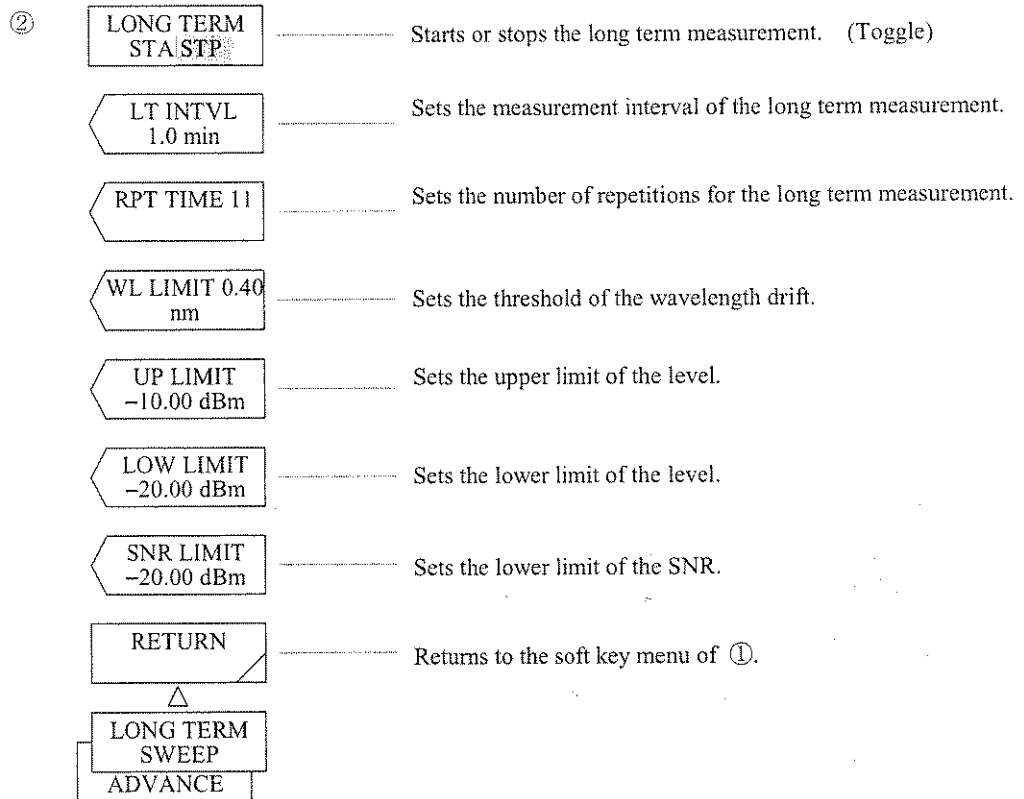 ②
LONG TERM
STA STP
Starts or stops the long term measurement. (Toggle)
LT INTVL
1.0 min
Sets the measurement interval of the long term measurement.
RPT TIME 11
Sets the number of repetitions for the long term measurement.
WL LIMIT 0.40
nm
Sets the threshold of the wavelength drift.
UP LIMIT
−10.00 dBm
Sets the upper limit of the level.
LOW LIMIT
−20.00 dBm
Sets the lower limit of the level.
SNR LIMIT
−20.00 dBm
Sets the lower limit of the SNR.
RETURN
Returns to the soft key menu of ①.
LONG TERM
SWEEP
ADVANCE